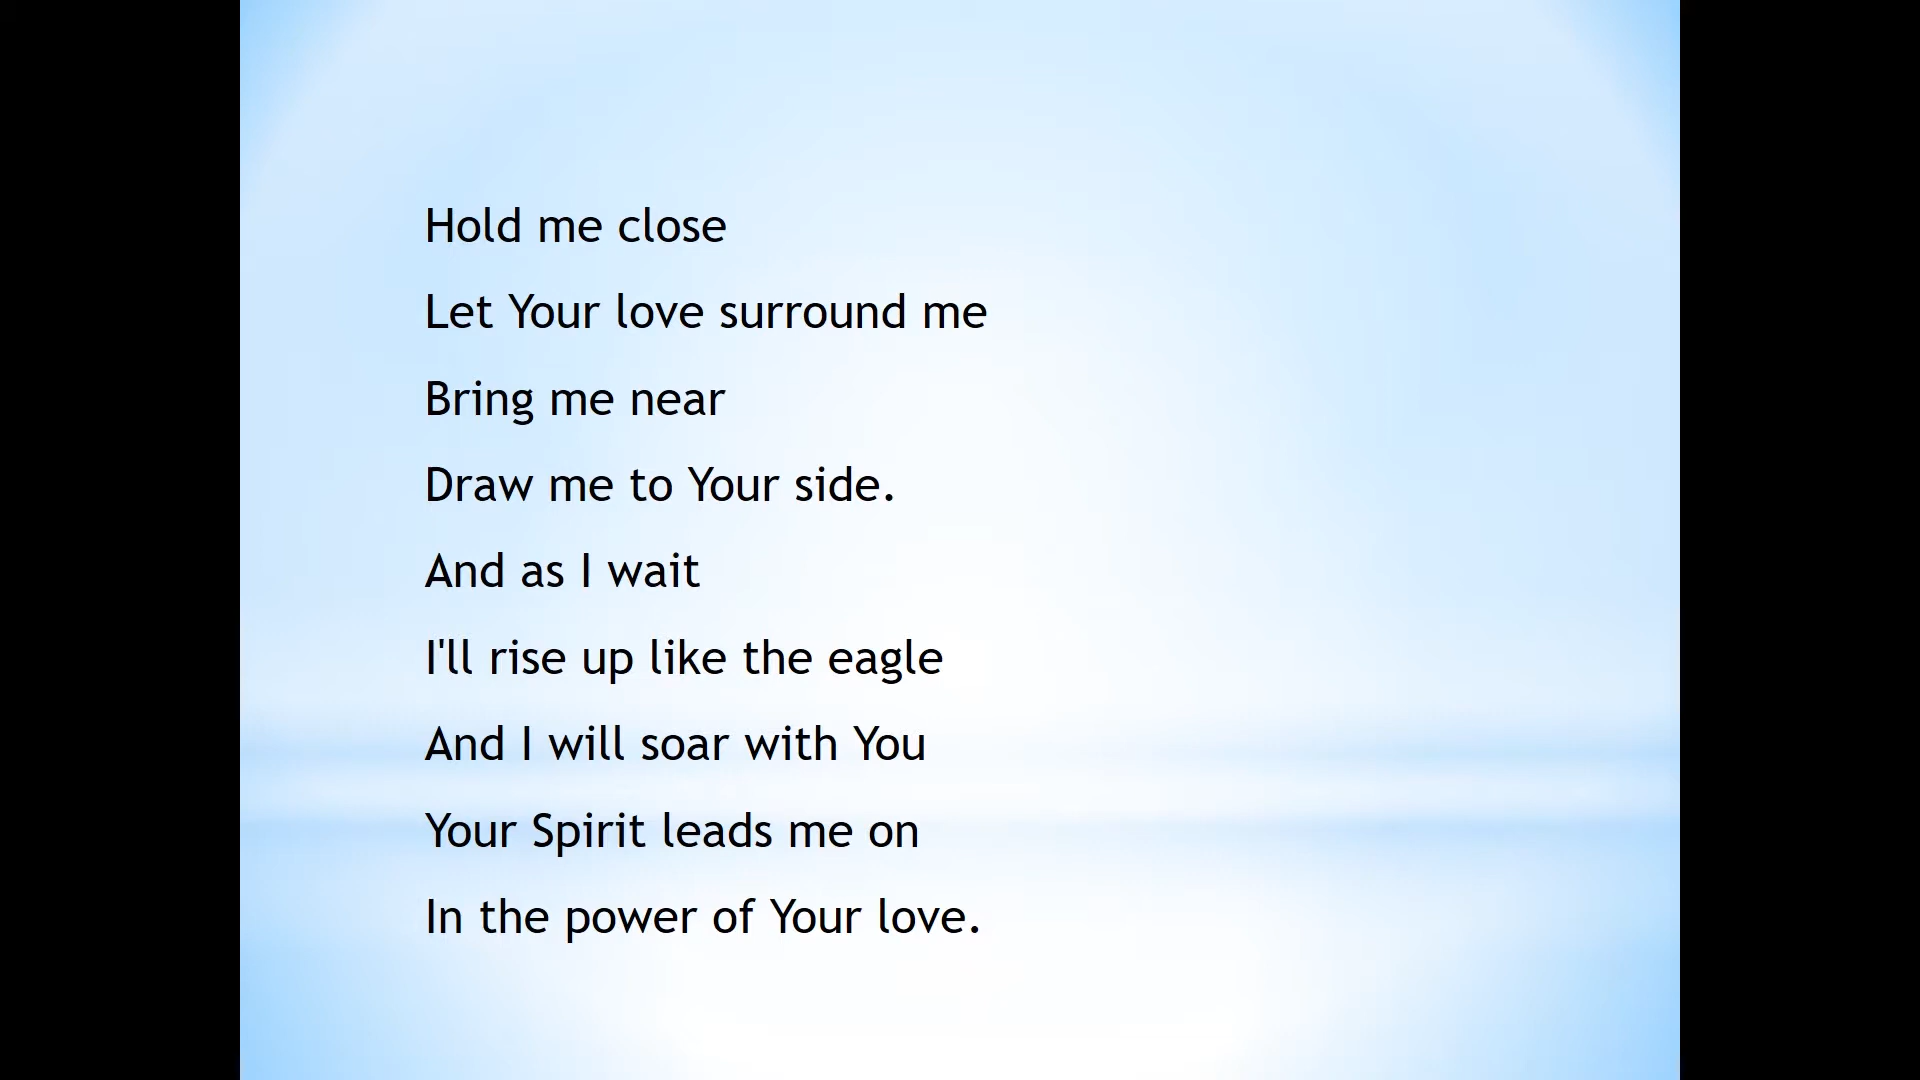 Hold me close
Let Your love surround me
Bring me near
Draw me to Your side.
And as I wait
I'll rise up like the eagle
And I will soar with You
Your Spirit leads me on
In the power of Your love.